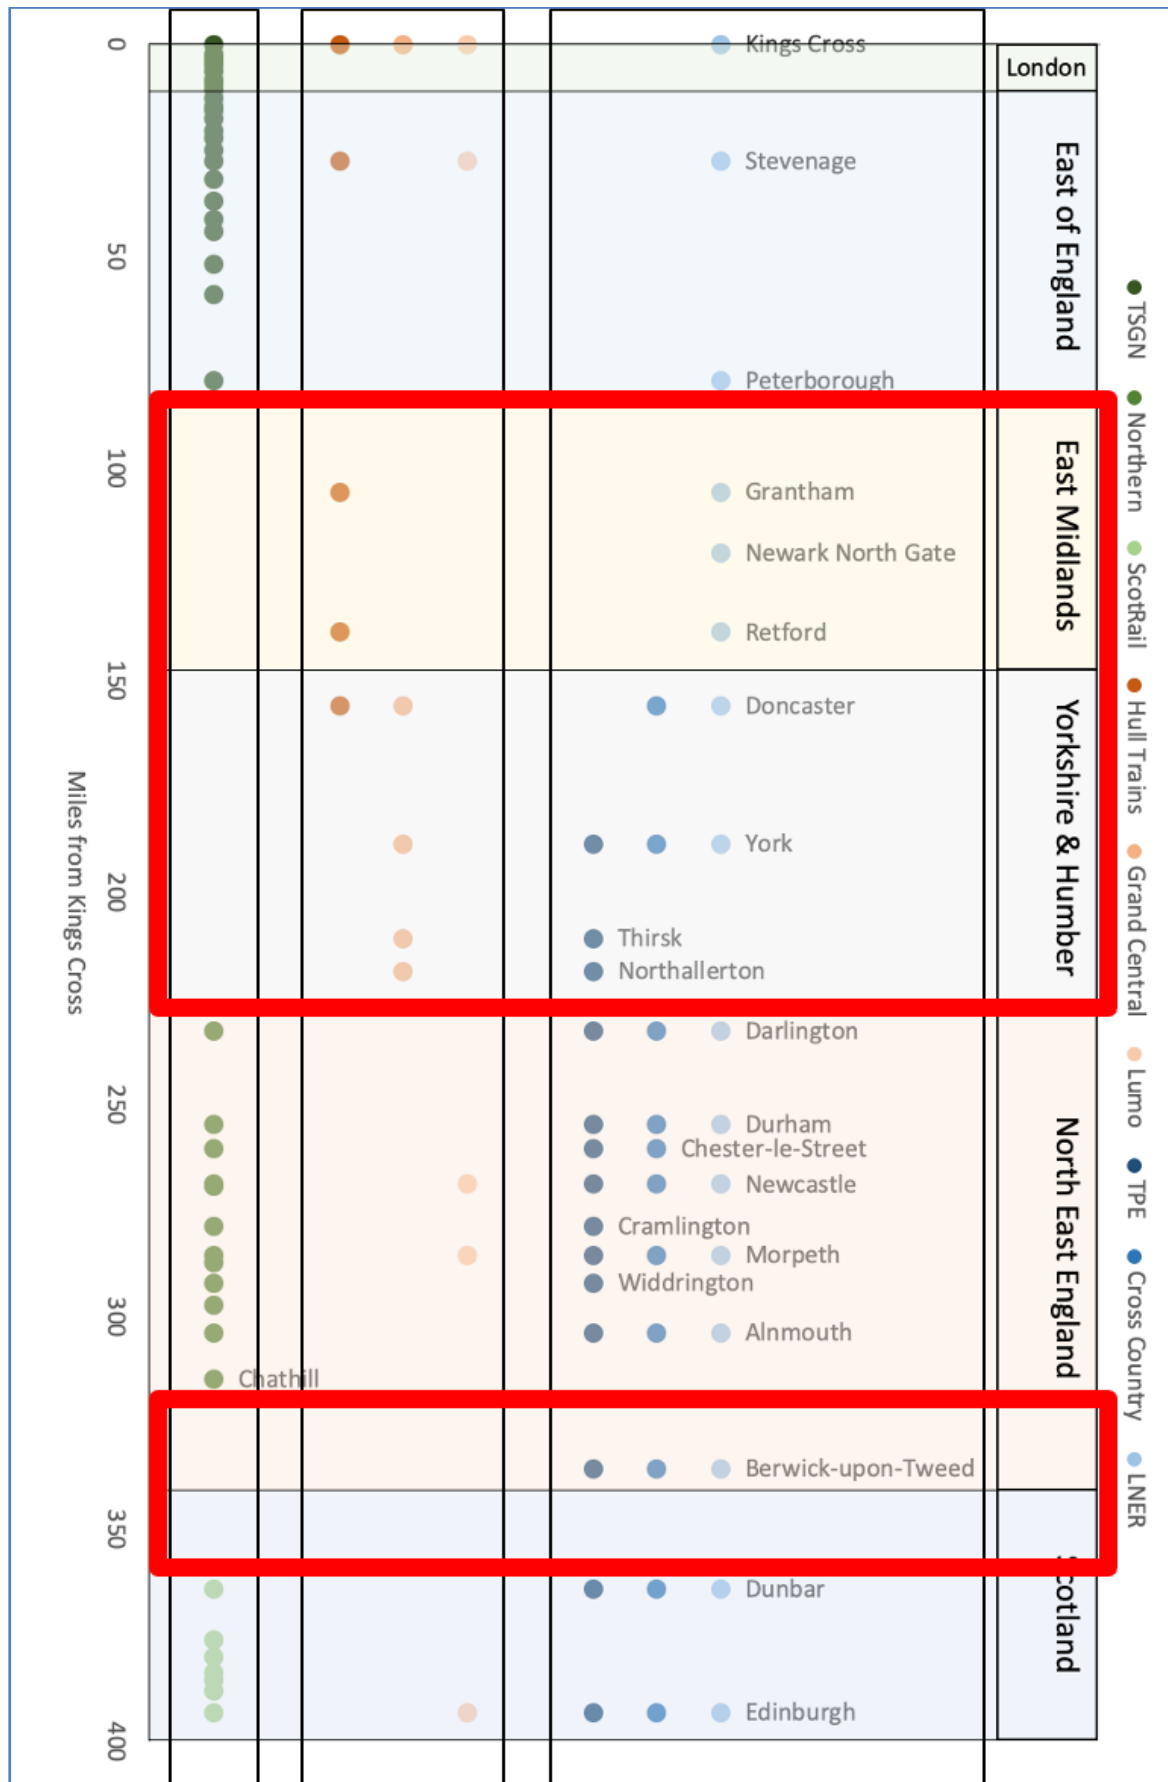 0
50
100
150
200
250
300
350
400
Miles from Kings Cross
Kings Cross
Stevenage
Peterborough
Grantham
Newark North Gate
Retford
Doncaster
York
Thirsk
Northallerton
Darlington
Durham
Chester-le-Street
Newcastle
Cramlington
Morpeth
Widdrington
Alnmouth
Chathill
Berwick-upon-Tweed
Dunbar
Edinburgh
London
East of England
East Midlands
Yorkshire & Humber
North East England
Scotland
TSGN
Northern
ScotRail
Hull Trains
Grand Central
Lumo
TPE
Cross Country
LNER